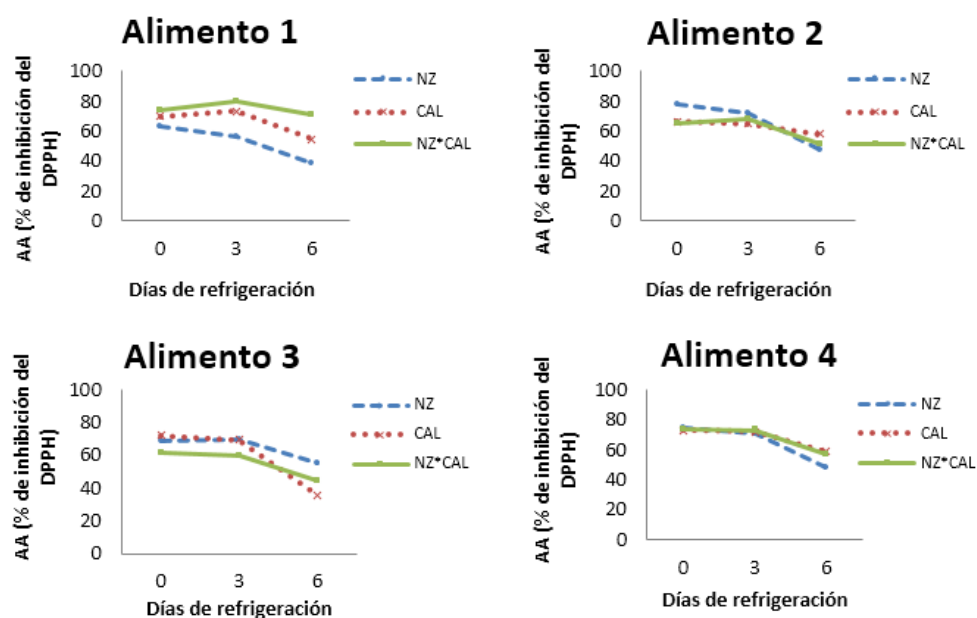 Alimento 1
AA (% de inhibición del
DPPH)
100
80
60
40
20
0
0 3 6
Días de refrigeración
NZ
CAL
NZ*CAL
Alimento 2
AA (% de inhibición del
DPPH)
100
80
60
40
20
0
0 3 6
Días de refrigeración
NZ
CAL
NZ*CAL
Alimento 3
AA (% de inhibición del
DPPH)
100
80
60
40
20
0
0 3 6
Días de refrigeración
NZ
CAL
NZ*CAL
Alimento 4
AA (% de inhibición del
DPPH)
100
80
60
40
20
0
0 3 6
Días de refrigeración
NZ
CAL
NZ*CAL